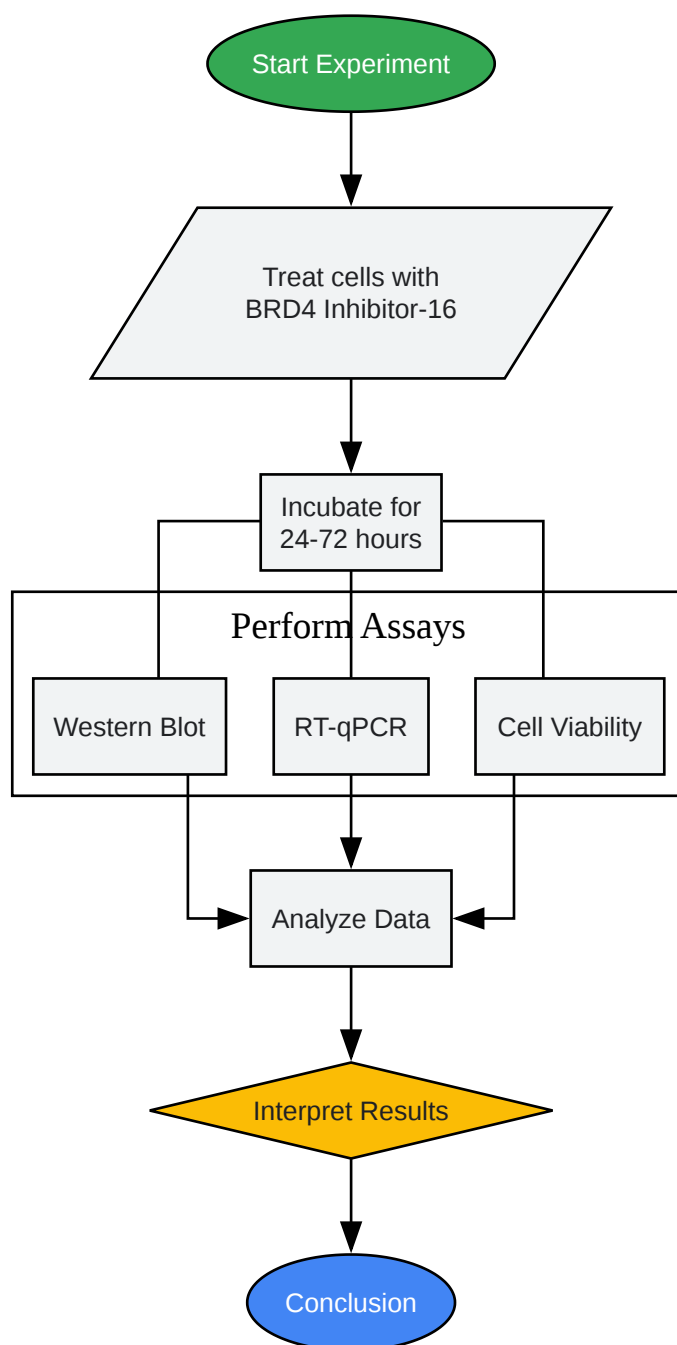 Start Experiment
Treat cells with
BRD4 Inhibitor-16
Incubate for
24-72 hours
Perform Assays
Western Blot
RT-qPCR
Cell Viability
Analyze Data
Interpret Results
Conclusion